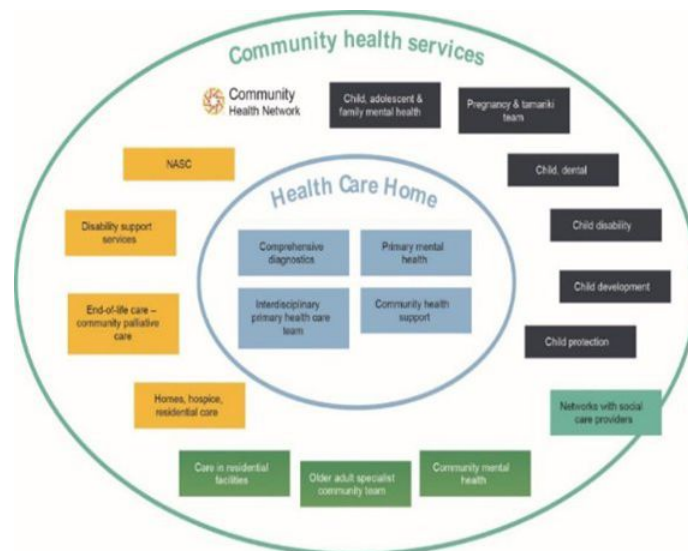 Community health services
Community
Health Network
Child, adolescent &
family mental health
Pregnancy & tamariki
team
NASC
Child, dental
Health Care Home
Disability support
services
Child disability
Comprehensive
diagnostics
Primary mental
health
Child development
End-of-life care –
community palliative
care
Interdisciplinary
primary health care
team
Community health
support
Child protection
Homes, hospice,
residential care
Networks with social
care providers
Care in residential
facilities
Older adult specialist
community team
Community mental
health